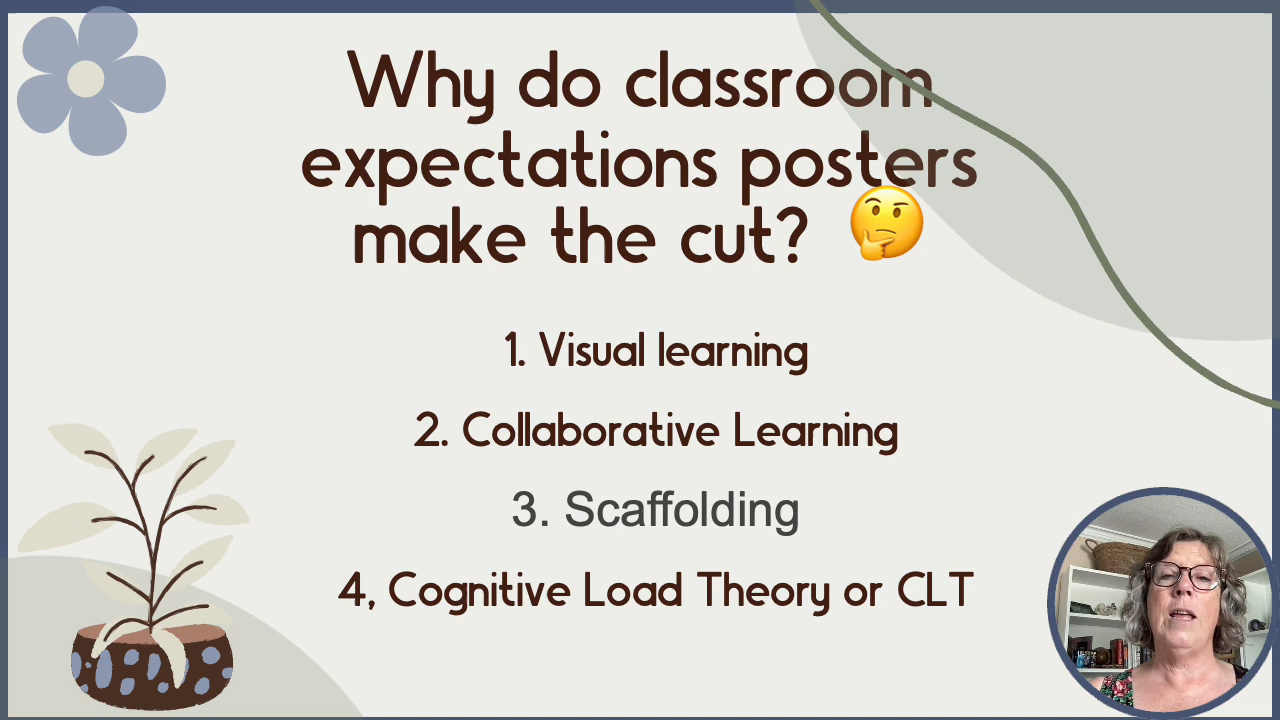 Why do classroom
expectations posters
make the cut? 🤔
1. Visual learning
2. Collaborative Learning
3. Scaffolding
4, Cognitive Load Theory or CLT